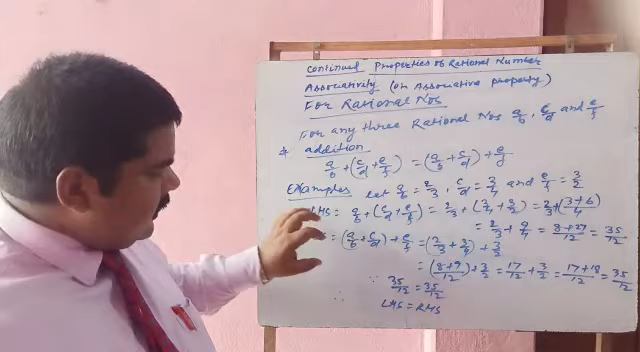 Continued Properties of Rational Number
Associativity (or Associative property)
For Rational Nos
For any three Rational Nos a/b, c/d and e/f
* addition
a/b + (c/d + e/f) = (a/b + c/d) + e/f
Examples Let a/b = 2/3, c/d = 3/4 and e/f = 3/2
LHS = a/b + (c/d + e/f) = 2/3 + (3/4 + 3/2) = 2/3 + (3+6/4)
= 2/3 + 9/4 = 8+27/12 = 35/12
= (a/b + c/d) + e/f = (2/3 + 3/4) + 3/2
= (8+9/12) + 3/2 = 17/12 + 3/2 = 17+18/12 = 35/12
∵ 35/12 = 35/12
∴ LHS = RHS